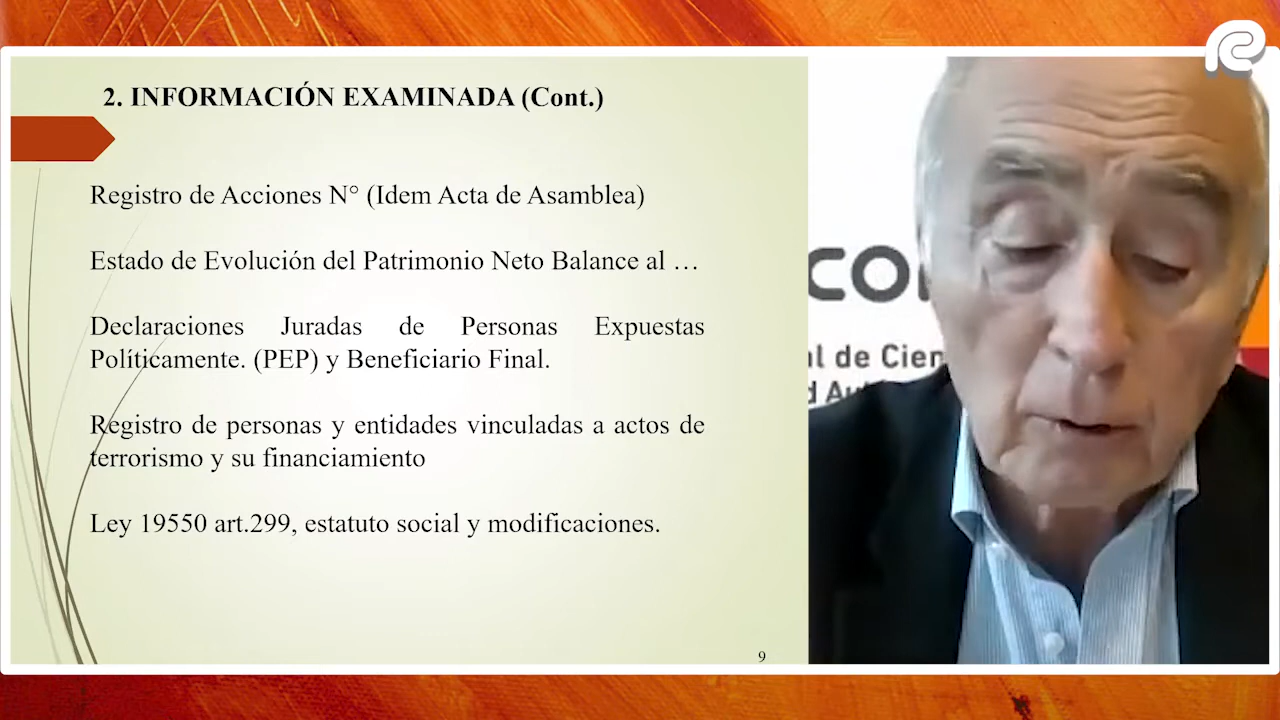 2. INFORMACIÓN EXAMINADA (Cont.)
Registro de Acciones N° (Idem Acta de Asamblea)
Estado de Evolución del Patrimonio Neto Balance al …
Declaraciones Juradas de Personas Expuestas
Políticamente. (PEP) y Beneficiario Final.
Registro de personas y entidades vinculadas a actos de
terrorismo y su financiamiento
Ley 19550 art.299, estatuto social y modificaciones.
9